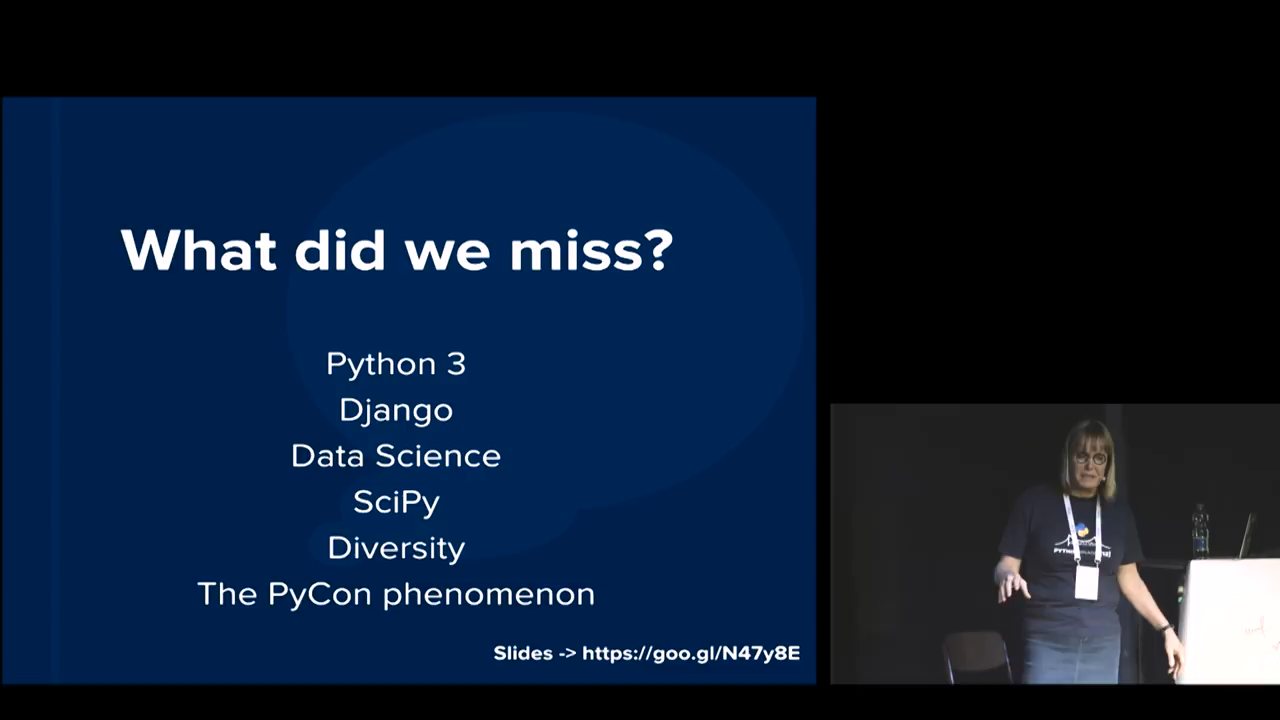 What did we miss?
Python 3
Django
Data Science
SciPy
Diversity
The PyCon phenomenon
Slides -> https://goo.gl/N47y8E